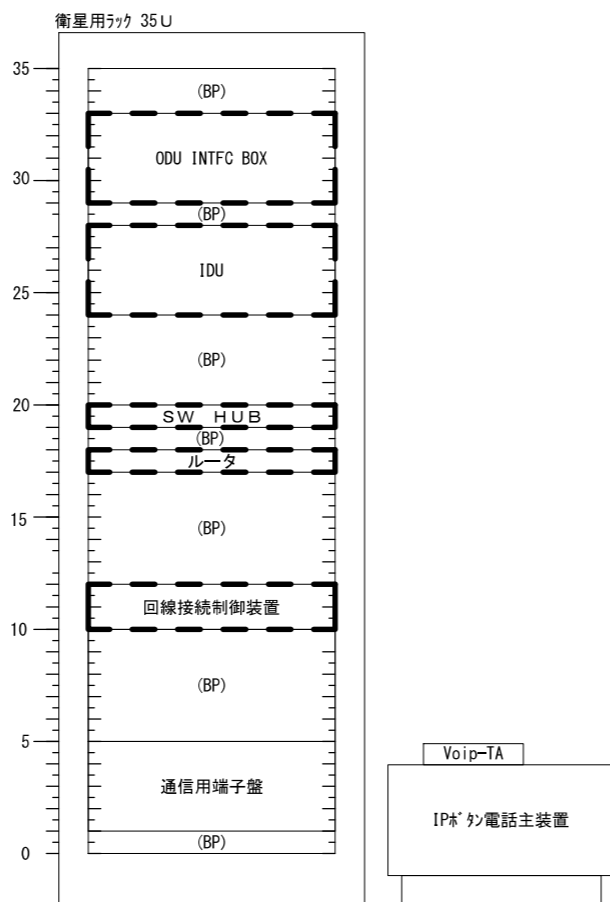 衛星用ﾗｯｸ 35U
35
(BP)
ODU INTFC BOX
30
(BP)
IDU
25
(BP)
20
SW HUB
(BP)
ルータ
15
(BP)
回線接続制御装置
10
(BP)
5
Voip-TA
通信用端子盤
IPﾎﾞﾀﾝ電話主装置
(BP)
0